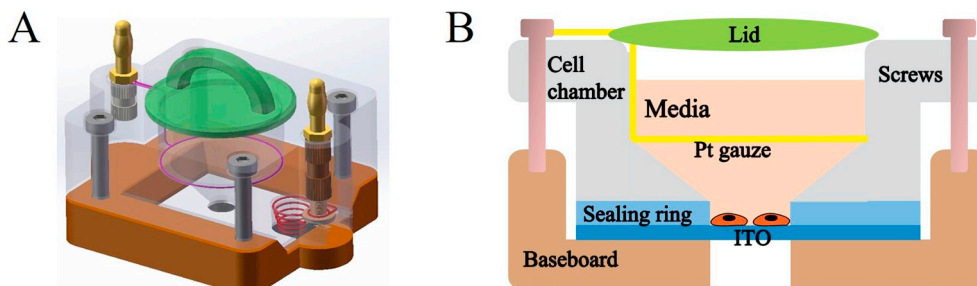 A
B
Lid
Cell
chamber
Screws
Media
Pt gauze
Sealing ring
ITO
Baseboard